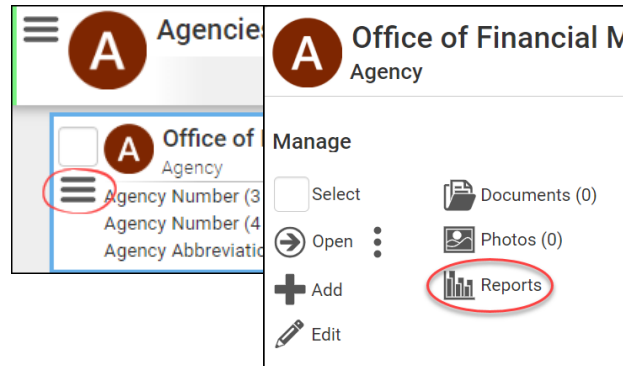 A
Agencies
A
Office of
Agency
Agency Number (3
Agency Number (4
Agency Abbreviatio
A
Office of Financial M
Agency
Manage
Select
Documents (0)
Open
Photos (0)
Add
Reports
Edit